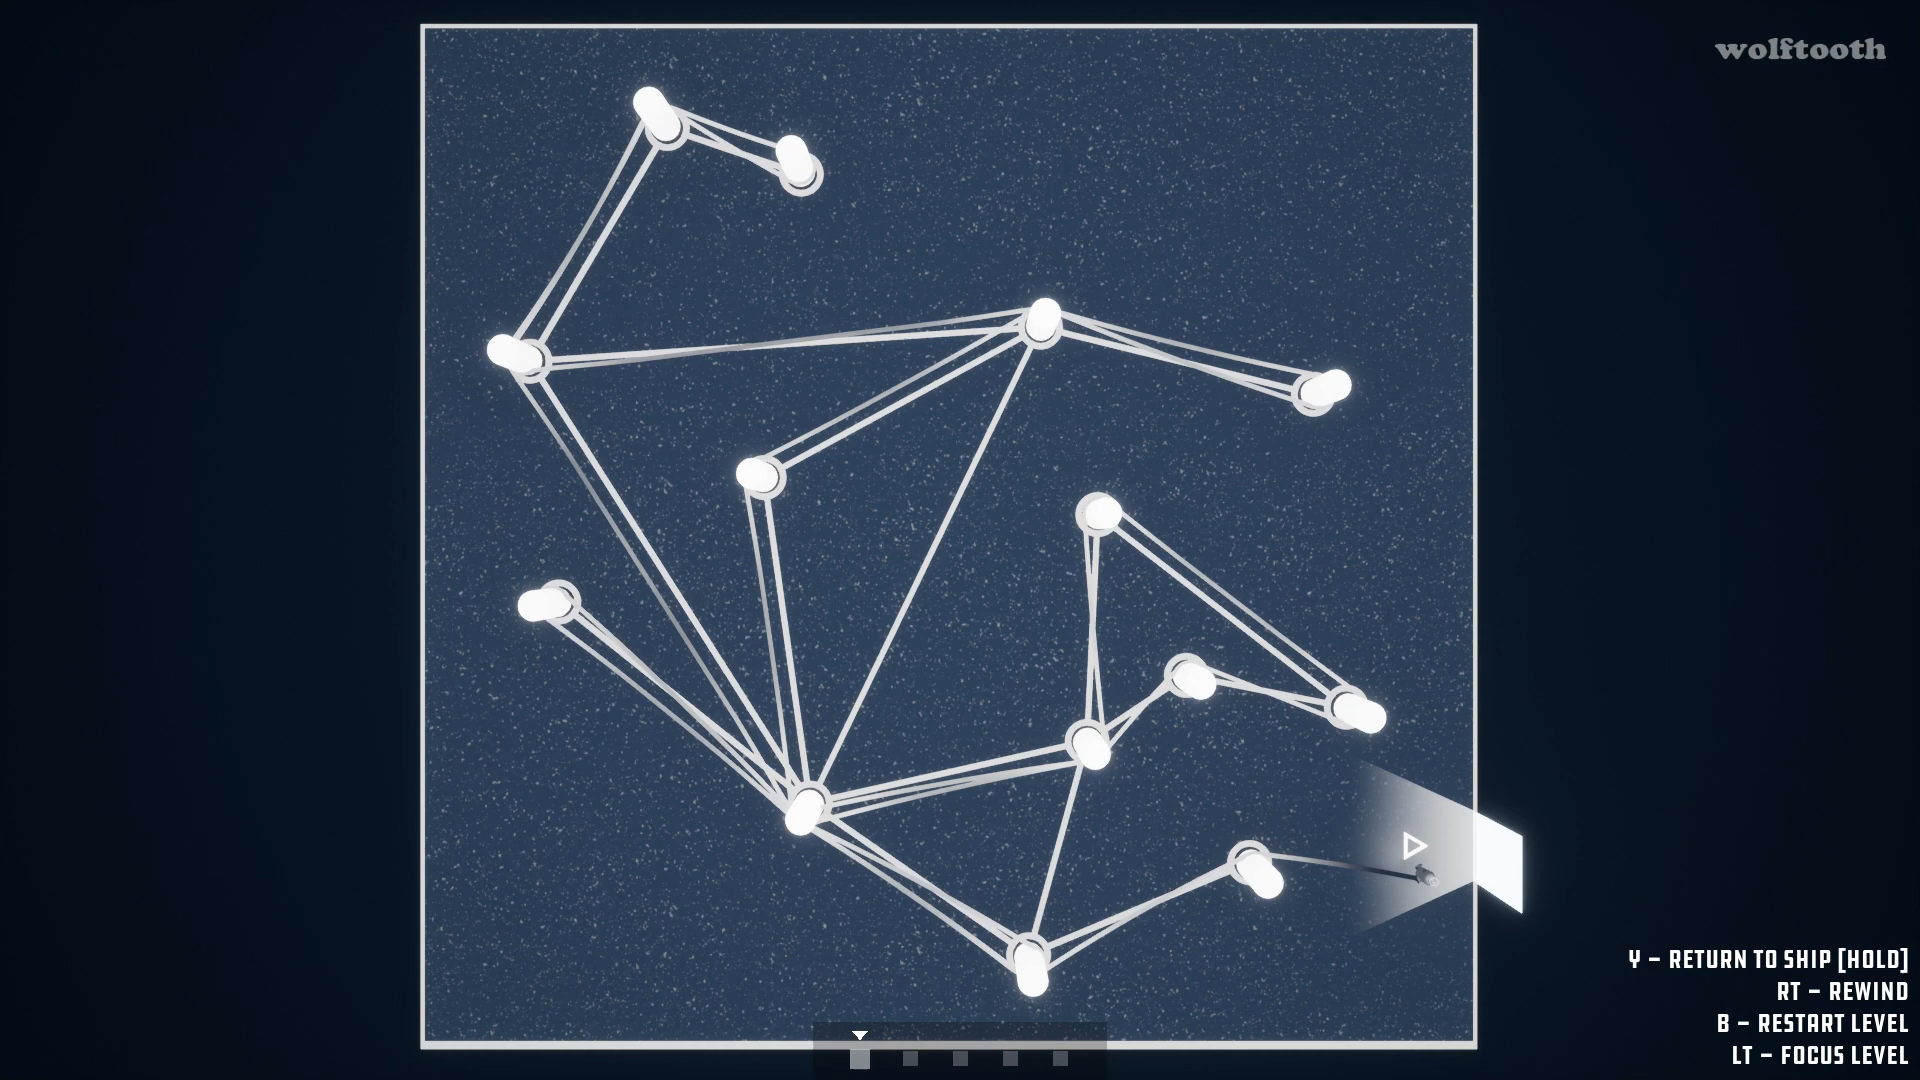 wolftooth
Y – RETURN TO SHIP [HOLD]
RT – REWIND
B – RESTART LEVEL
LT – FOCUS LEVEL